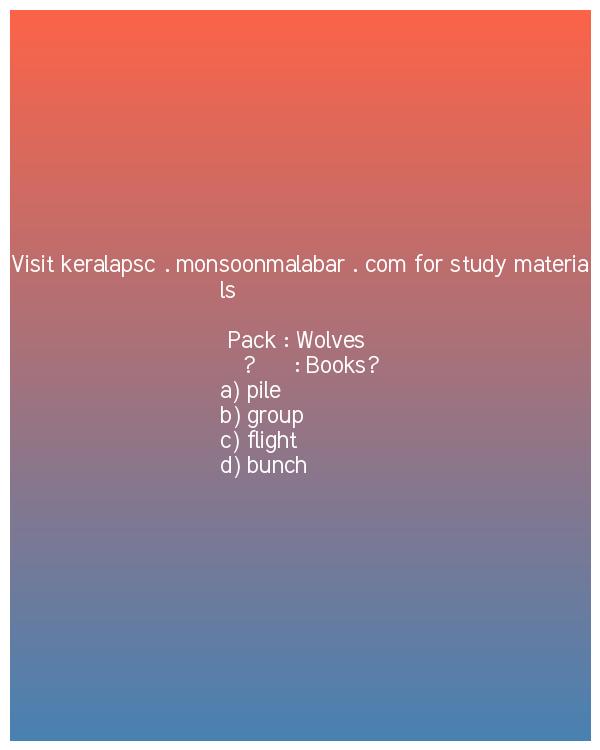 Visit keralapsc . monsoonmalabar . com for study materia
ls
Pack : Wolves
? : Books?
a) pile
b) group
c) flight
d) bunch